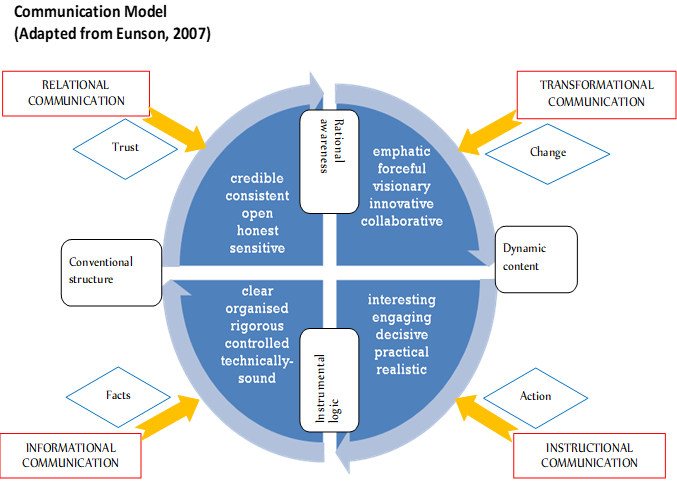 Communication Model
(Adapted from Eunson, 2007)
RELATIONAL
COMMUNICATION
TRANSFORMATIONAL
COMMUNICATION
Trust
Change
Rational
awareness
credible
consistent
open
honest
sensitive
emphatic
forceful
visionary
innovative
collaborative
Conventional
structure
Dynamic
content
clear
organised
rigorous
controlled
technically-
sound
interesting
engaging
decisive
practical
realistic
Instrumental
logic
Facts
Action
INFORMATIONAL
COMMUNICATION
INSTRUCTIONAL
COMMUNICATION